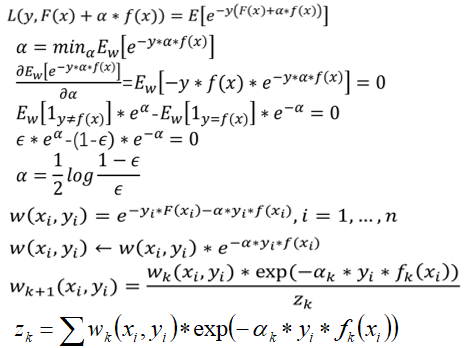 L(y, F(x) + α * f(x)) = E[e^{-y(F(x)+α*f(x))}]
α = min_α E_w[e^{-y*α*f(x)}]
∂E_w[e^{-y*α*f(x)}]/∂α = E_w[-y * f(x) * e^{-y*α*f(x)}] = 0
E_w[1_{y≠f(x)}] * e^α - E_w[1_{y=f(x)}] * e^{-α} = 0
ϵ * e^α - (1-ϵ) * e^{-α} = 0
α = 1/2 log (1 - ϵ)/ϵ
w(x_i, y_i) = e^{-y_i*F(x_i)-α*y_i*f(x_i)}, i = 1, ..., n
w(x_i, y_i) ← w(x_i, y_i) * e^{-α*y_i*f(x_i)}
w_{k+1}(x_i, y_i) = w_k(x_i, y_i) * exp(-α_k * y_i * f_k(x_i)) / z_k
z_k = ∑ w_k(x_i, y_i)*exp(-α_k * y_i * f_k(x_i))